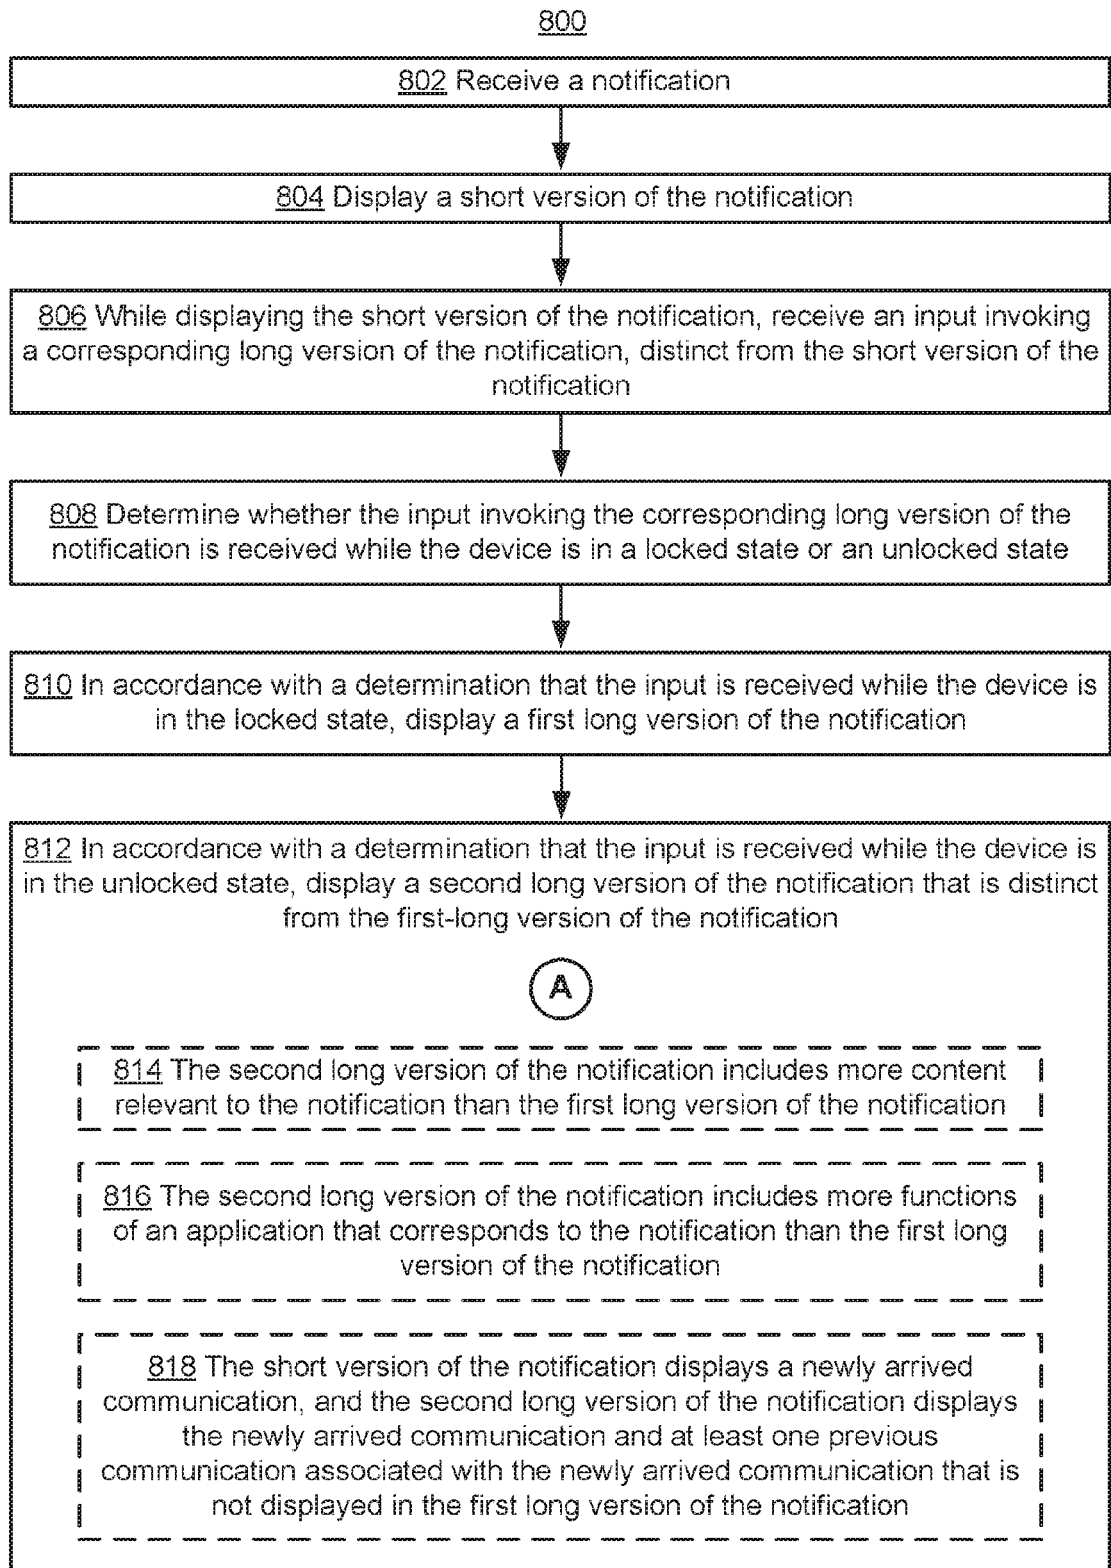 800
802 Receive a notification
804 Display a short version of the notification
806 While displaying the short version of the notification, receive an input invoking
a corresponding long version of the notification, distinct from the short version of the
notification
808 Determine whether the input invoking the corresponding long version of the
notification is received while the device is in a locked state or an unlocked state
810 In accordance with a determination that the input is received while the device is
in the locked state, display a first long version of the notification
812 In accordance with a determination that the input is received while the device is
in the unlocked state, display a second long version of the notification that is distinct
from the first-long version of the notification
A
814 The second long version of the notification includes more content
relevant to the notification than the first long version of the notification
816 The second long version of the notification includes more functions
of an application that corresponds to the notification than the first long
version of the notification
818 The short version of the notification displays a newly arrived
communication, and the second long version of the notification displays
the newly arrived communication and at least one previous
communication associated with the newly arrived communication that is
not displayed in the first long version of the notification